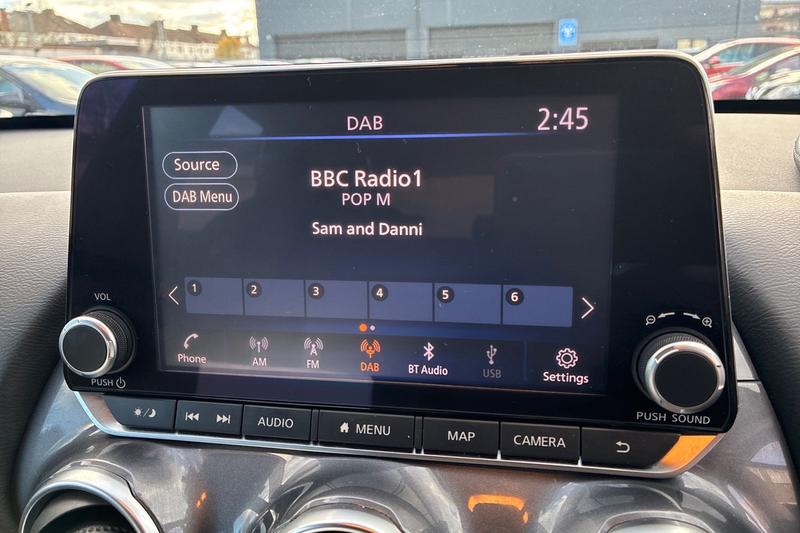 DAB
2:45
Source
BBC Radio1
DAB Menu
POP M
Sam and Danni
1 2 3 4 5 6
VOL
Phone AM FM DAB BT Audio USB Settings
PUSH
PUSH SOUND
AUDIO MENU MAP CAMERA